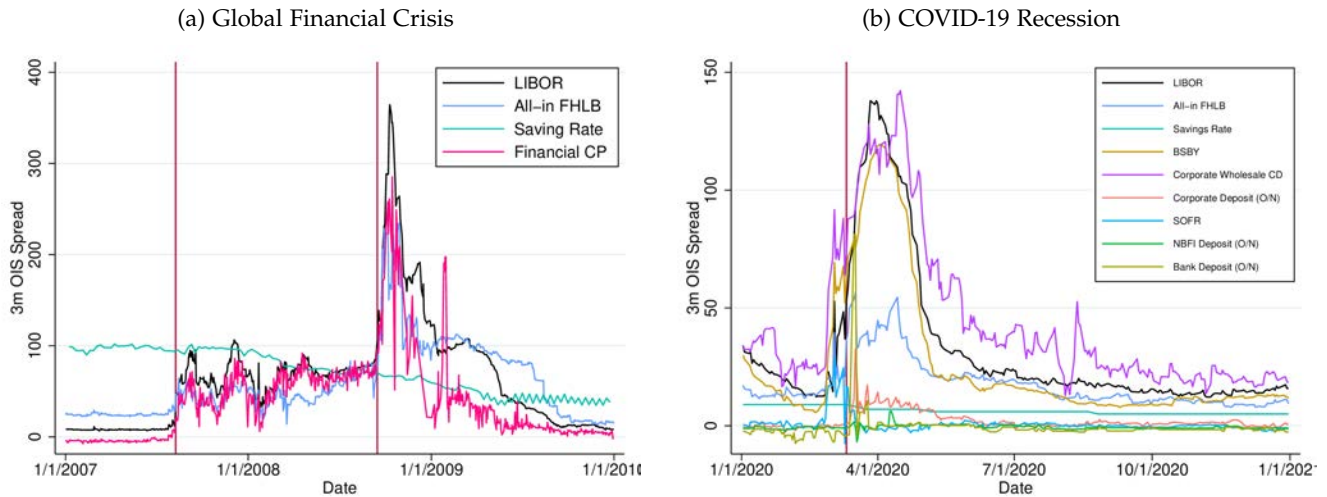 (a) Global Financial Crisis
400
300
200
100
0
3m OIS Spread
LIBOR
All-in FHLB
Saving Rate
Financial CP
1/1/2007
1/1/2008
1/1/2009
1/1/2010
Date
(b) COVID-19 Recession
150
100
50
0
3m OIS Spread
LIBOR
All-in FHLB
Savings Rate
BSBY
Corporate Wholesale CD
Corporate Deposit (O/N)
SOFR
NBFI Deposit (O/N)
Bank Deposit (O/N)
1/1/2020
4/1/2020
7/1/2020
10/1/2020
Date